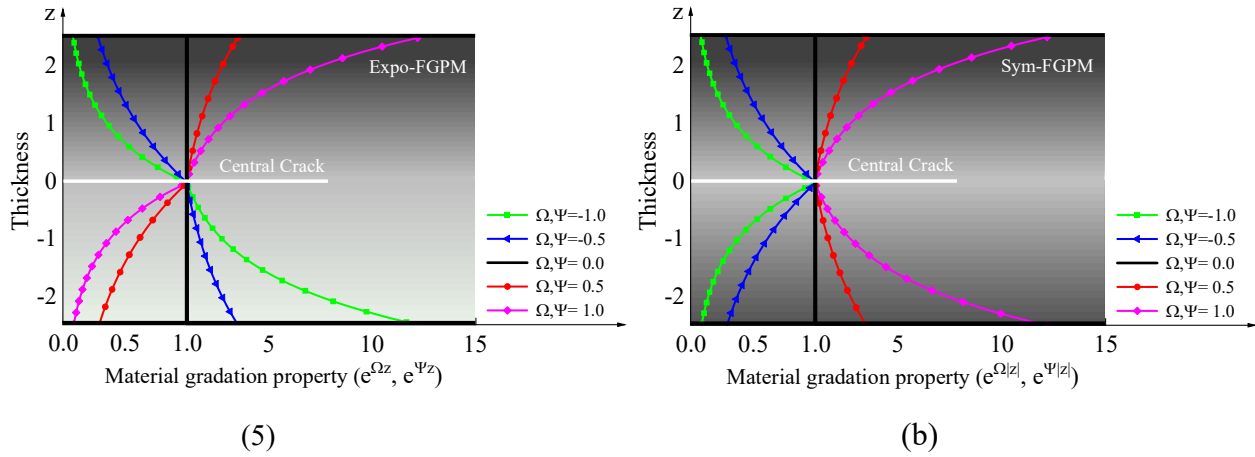 z
2
1
0
-1
-2
Thickness
Expo-FGPM
Central Crack
0.0 0.5 1.0 5 10 15
Material gradation property (e^Ωz, e^Ψz)
Ω,Ψ=-1.0
Ω,Ψ=-0.5
Ω,Ψ= 0.0
Ω,Ψ= 0.5
Ω,Ψ= 1.0
(5)
z
2
1
0
-1
-2
Thickness
Sym-FGPM
Central Crack
0.0 0.5 1.0 5 10 15
Material gradation property (e^Ω|z|, e^Ψ|z|)
Ω,Ψ=-1.0
Ω,Ψ=-0.5
Ω,Ψ= 0.0
Ω,Ψ= 0.5
Ω,Ψ= 1.0
(b)